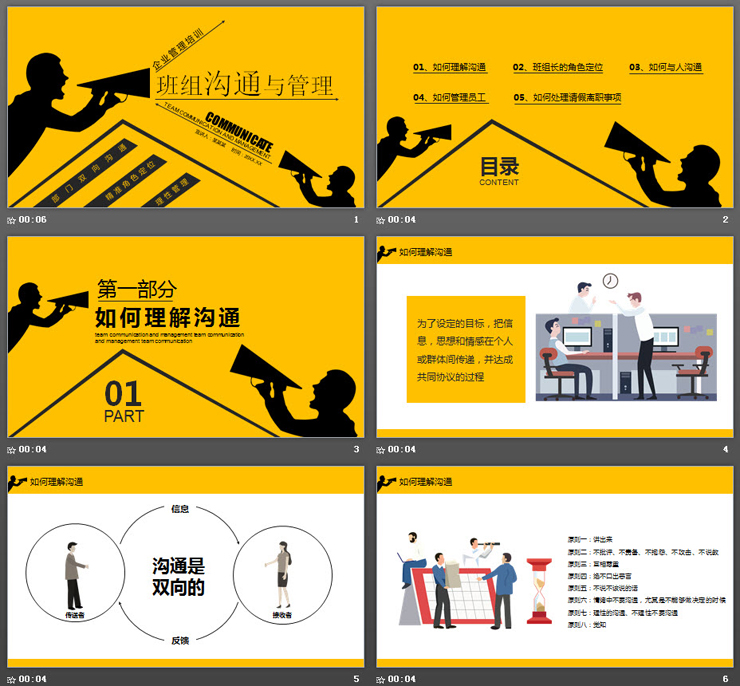 企业管理培训
班组沟通与管理
TEAM COMMUNICATION AND MANAGEMENT
COMMUNICATE
部门双向沟通
精准角色定位
理性管理
00:06
1
01、如何理解沟通
02、班组长的角色定位
03、如何与人沟通
04、如何管理员工
05、如何处理请假离职事项
目录
CONTENT
00:04
2
第一部分
如何理解沟通
team communication and management team communication
and management team communication
01
PART
00:04
3
如何理解沟通
为了设定的目标，把信
息，思想和情感在个人
或群体间传递，并达成
共同协议的过程
00:04
4
如何理解沟通
信息
沟通是
双向的
传送者
接收者
反馈
00:04
5
如何理解沟通
原则一：讲出来
原则二：不批评、不责备、不抱怨、不攻击、不说教
原则三：互相尊重
原则四：绝不口出恶言
原则五：不说不该说的话
原则六：情绪中不要沟通，尤其是不能够做决定的时候
原则七：理性的沟通、不理性不要沟通
原则八：觉知
00:04
6